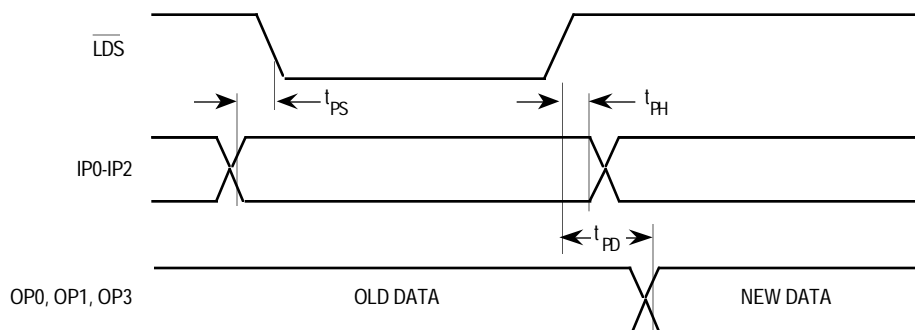 LDS
tPS
tPH
IP0-IP2
tPD
OP0, OP1, OP3 OLD DATA NEW DATA